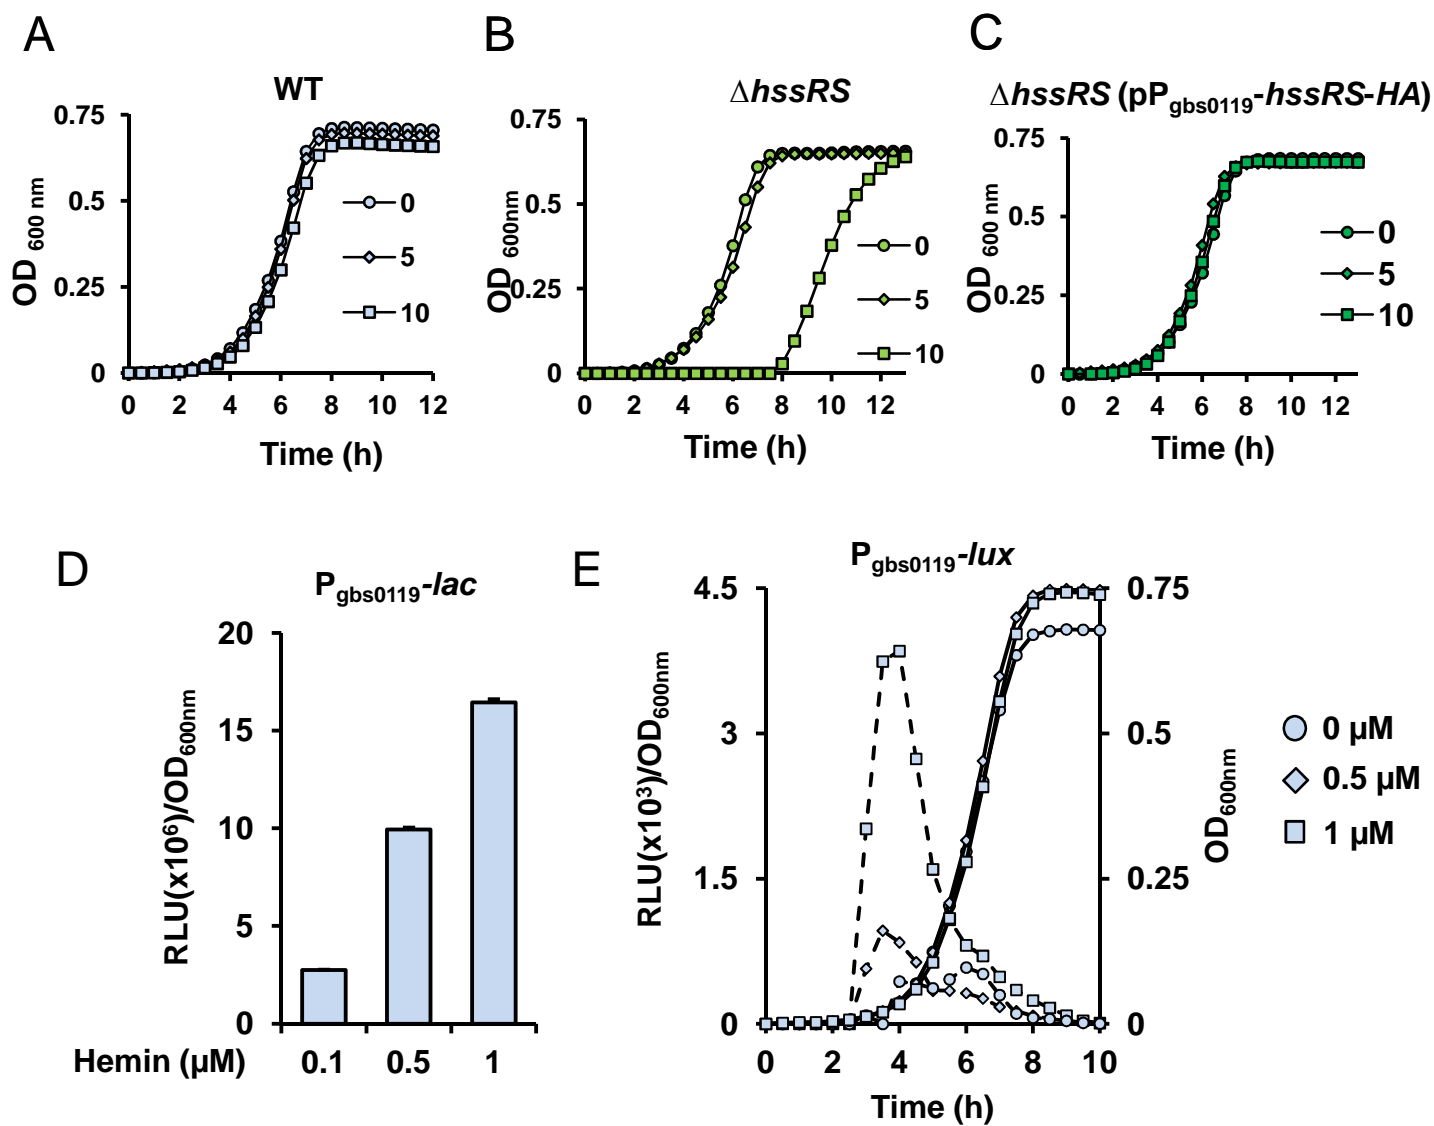 A
WT
0.75
0.5
0.25
0
OD 600 nm
0
5
10
0 2 4 6 8 10 12
Time (h)
B
ΔhssRS
0.75
0.5
0.25
0
OD 600nm
0
5
10
0 2 4 6 8 10 12
Time (h)
C
ΔhssRS (pPgbs0119-hssRS-HA)
0.75
0.5
0.25
0
OD 600 nm
0
5
10
0 2 4 6 8 10 12
Time (h)
D
Pgbs0119-lac
20
15
10
5
0
RLU(x10⁶)/OD600nm
Hemin (µM) 0.1 0.5 1
E
Pgbs0119-lux
4.5
3
1.5
0
RLU(x10³)/OD600nm
0.75
0.5
0.25
0
OD600nm
0 µM
0.5 µM
1 µM
0 2 4 6 8 10
Time (h)